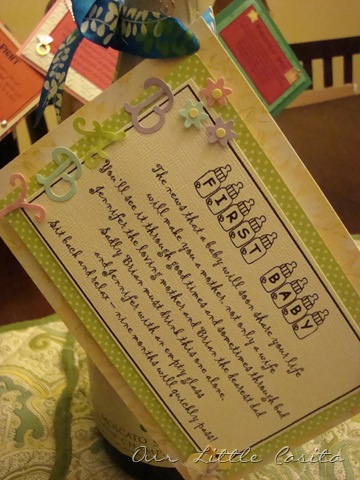 FIRST BABY
The news that a baby will soon share your life
will make you a mother, not only a wife.
You'll see it through good times and sometimes through bad
Jennifer the loving mother and Brian the dearest dad
Sadly Brian must drink this one alone,
and Jennifer with an empty glass
Sit back and relax - nine months will quickly pass!
MOSCATO
Our Little Casita